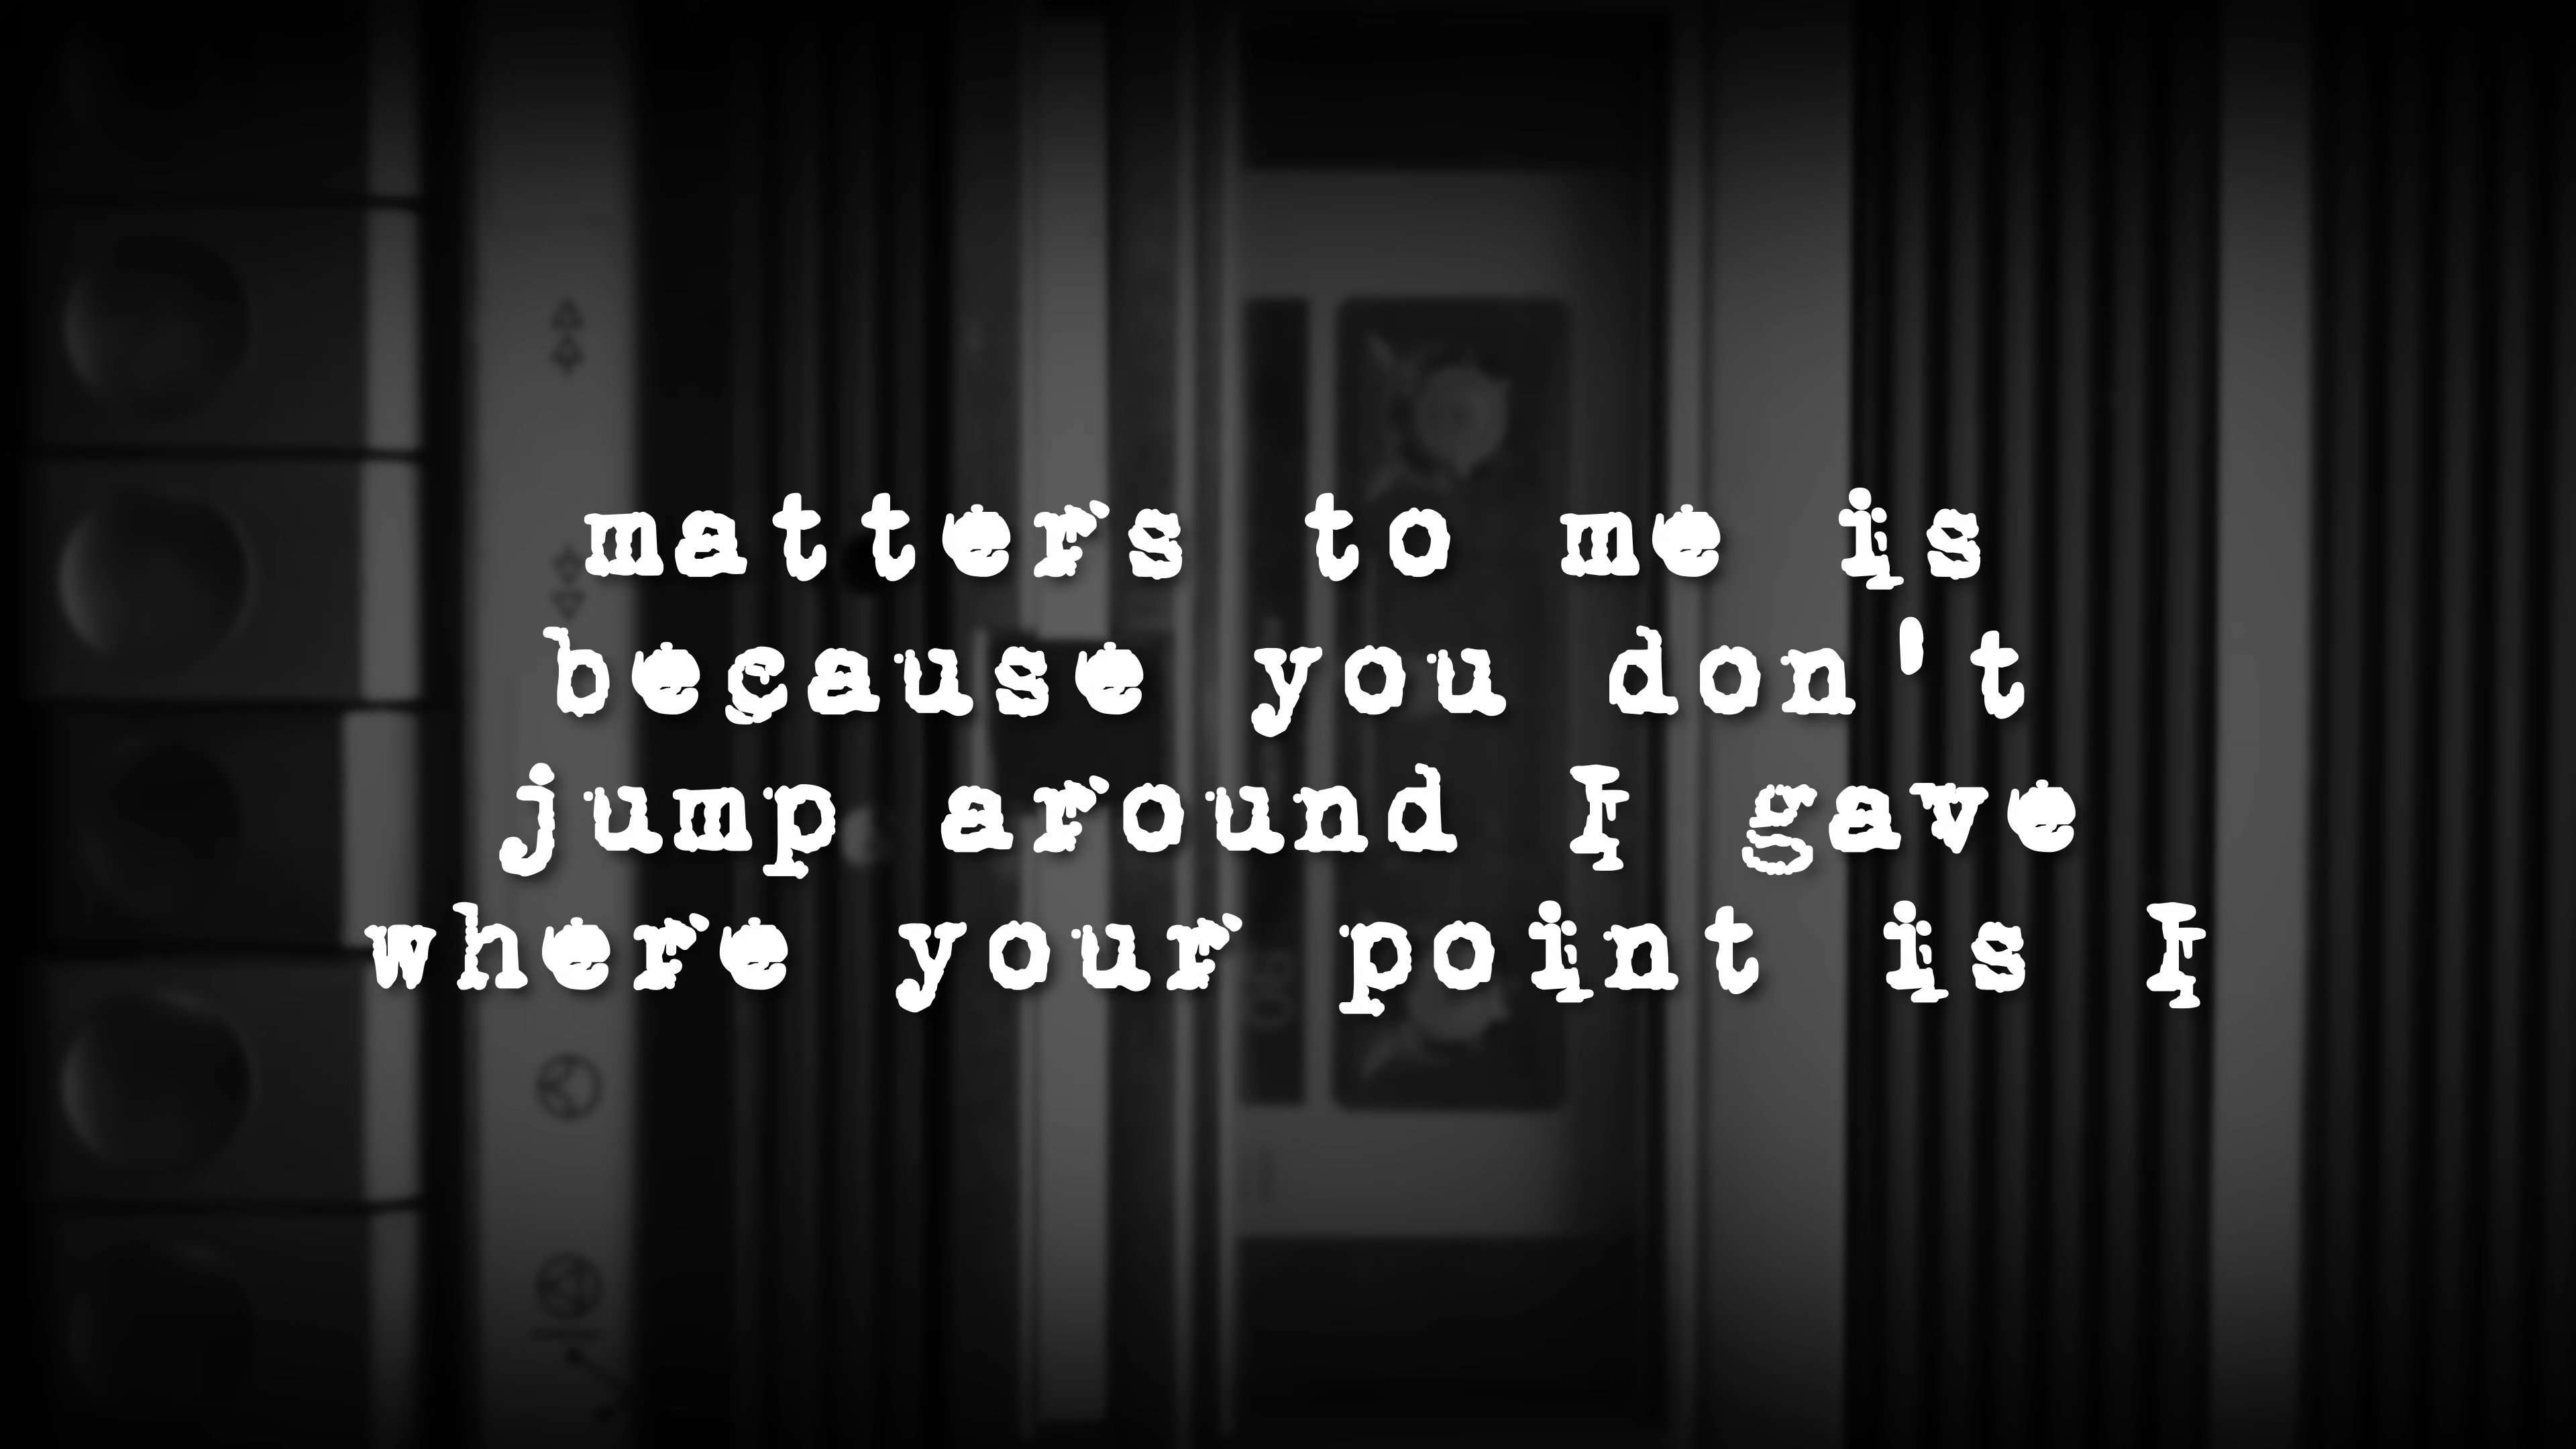 matters to me is
because you don't
jump around I gave
where your point is I